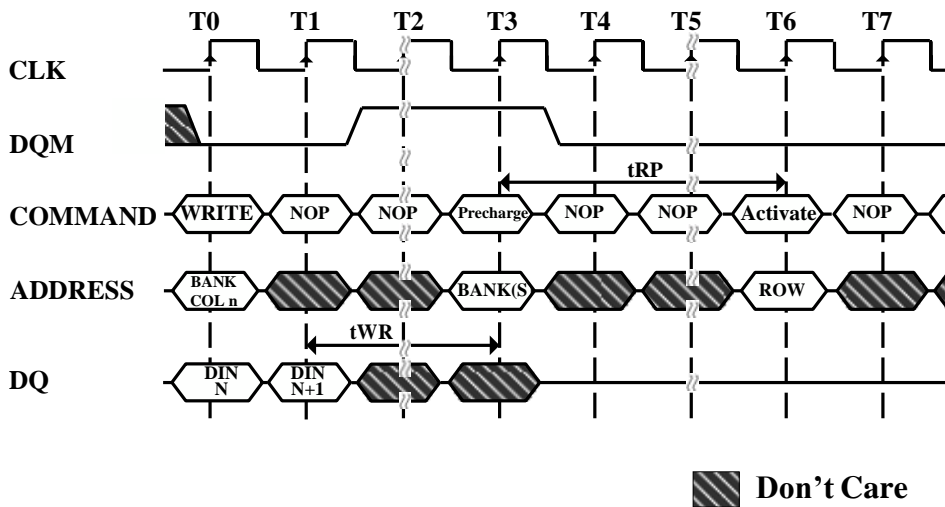 T0 T1 T2 T3 T4 T5 T6 T7
CLK
DQM
tRP
COMMAND WRITE NOP NOP Precharge NOP NOP Activate NOP
ADDRESS BANK COL n BANK(S ROW
tWR
DQ DIN N DIN N+1
Don't Care